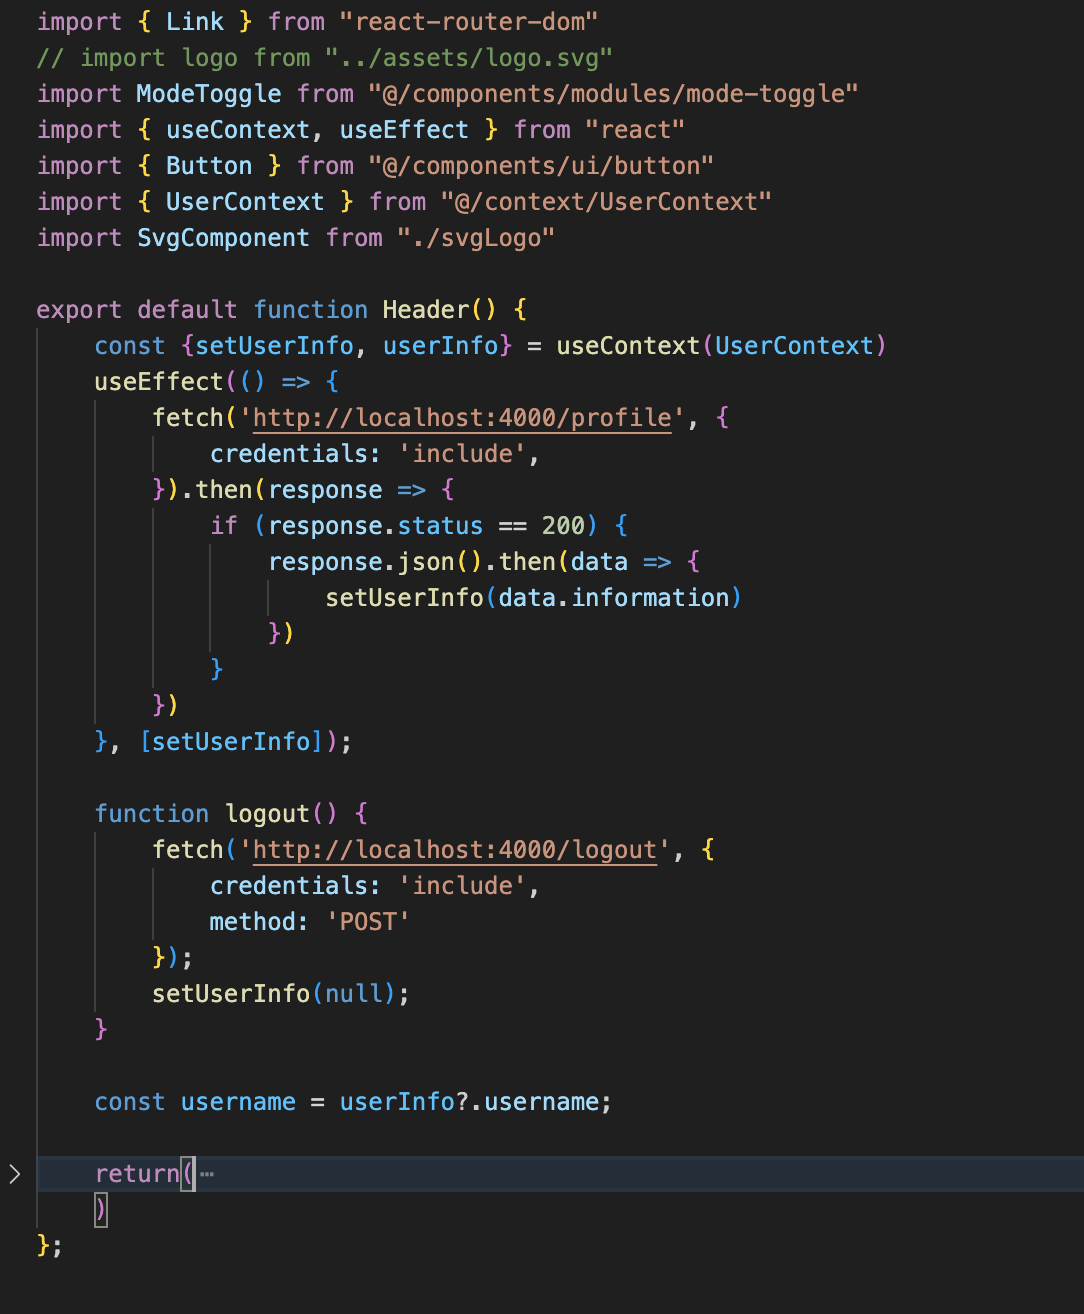 import { Link } from "react-router-dom"
// import logo from "../assets/logo.svg"
import ModeToggle from "@/components/modules/mode-toggle"
import { useContext, useEffect } from "react"
import { Button } from "@/components/ui/button"
import { UserContext } from "@/context/UserContext"
import SvgComponent from "./svgLogo"

export default function Header() {
    const {setUserInfo, userInfo} = useContext(UserContext)
    useEffect(() => {
        fetch('http://localhost:4000/profile', {
            credentials: 'include',
        }).then(response => {
            if (response.status == 200) {
                response.json().then(data => {
                    setUserInfo(data.information)
                })
            }
        })
    }, [setUserInfo]);

    function logout() {
        fetch('http://localhost:4000/logout', {
            credentials: 'include',
            method: 'POST'
        });
        setUserInfo(null);
    }

    const username = userInfo?.username;

    return(⋯
    )
};